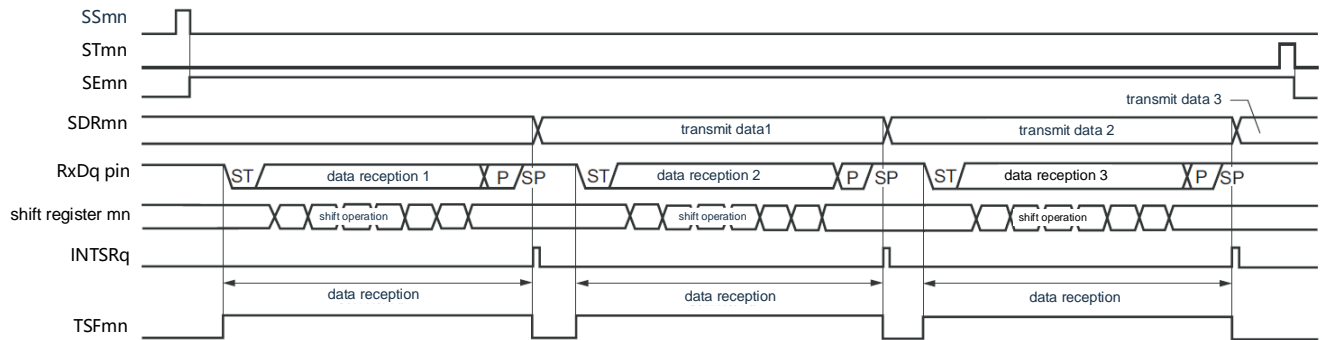 SSmn
STmn
SEmn
transmit data 3
SDRmn
transmit data1
transmit data 2
RxDq pin
ST data reception 1 P SP ST data reception 2 P SP ST data reception 3 P SP
shift register mn
shift operation
shift operation
shift operation
INTSRq
data reception
data reception
data reception
TSFmn